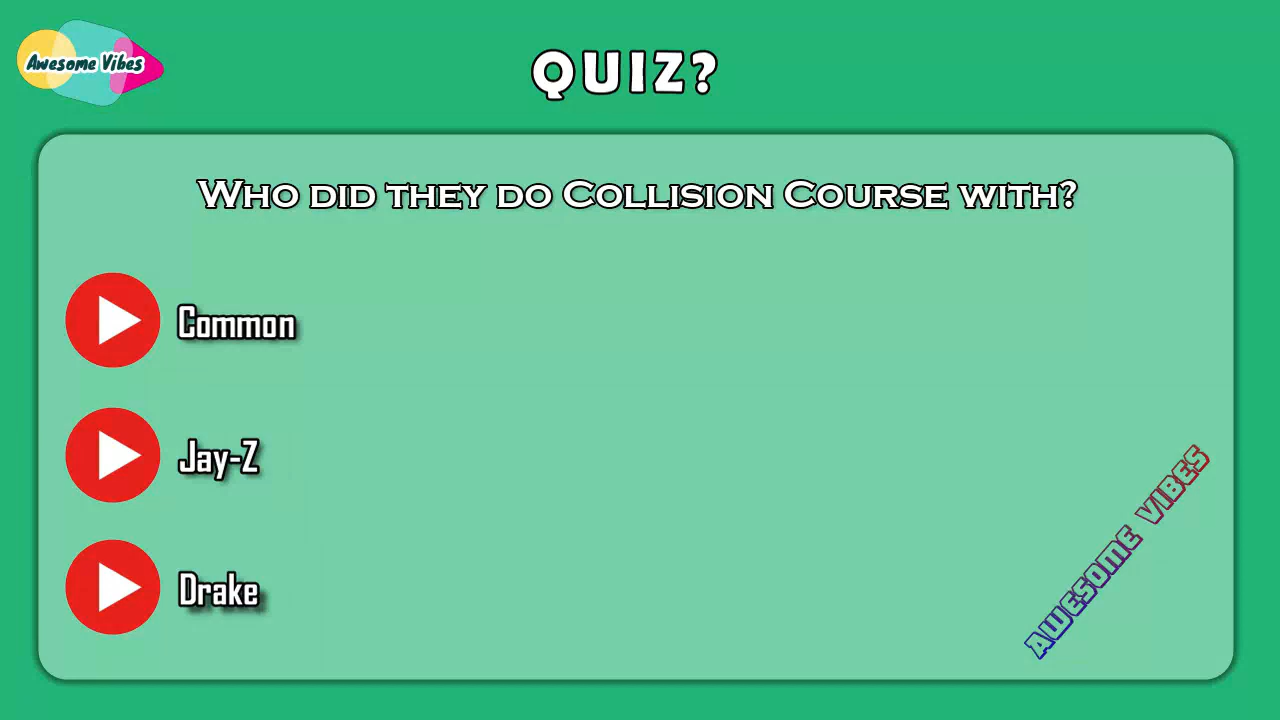 Awesome Vibes
QUIZ?
Who did they do Collision Course with?
Common
Jay-Z
Drake
AWESOME VIBES